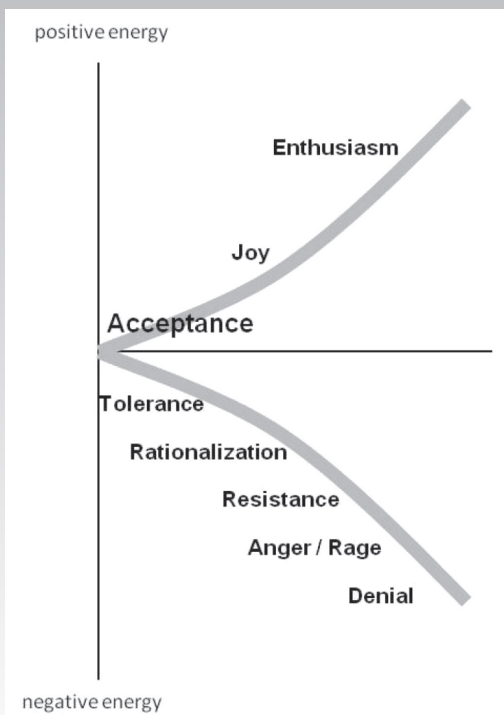 positive energy
Enthusiasm
Joy
Acceptance
Tolerance
Rationalization
Resistance
Anger / Rage
Denial
negative energy